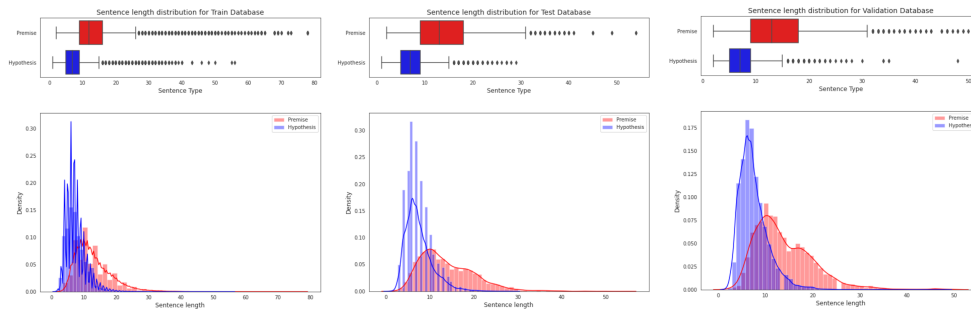 Sentence length distribution for Train Database
Premise
Hypothesis
0 10 20 30 40 50 60 70 80
Sentence Type
Premise
Hypothesis
Density
0.30
0.25
0.20
0.15
0.10
0.05
0.00
0 10 20 30 40 50 60 70 80
Sentence length
Sentence length distribution for Test Database
Premise
Hypothesis
0 10 20 30 40 50
Sentence Type
Premise
Hypothesis
Density
0.30
0.25
0.20
0.15
0.10
0.05
0.00
0 10 20 30 40 50
Sentence length
Sentence length distribution for Validation Database
Premise
Hypothesis
0 10 20 30 40 50
Sentence Type
Premise
Hypothes
Density
0.175
0.150
0.125
0.100
0.075
0.050
0.025
0.000
0 10 20 30 40 50
Sentence length